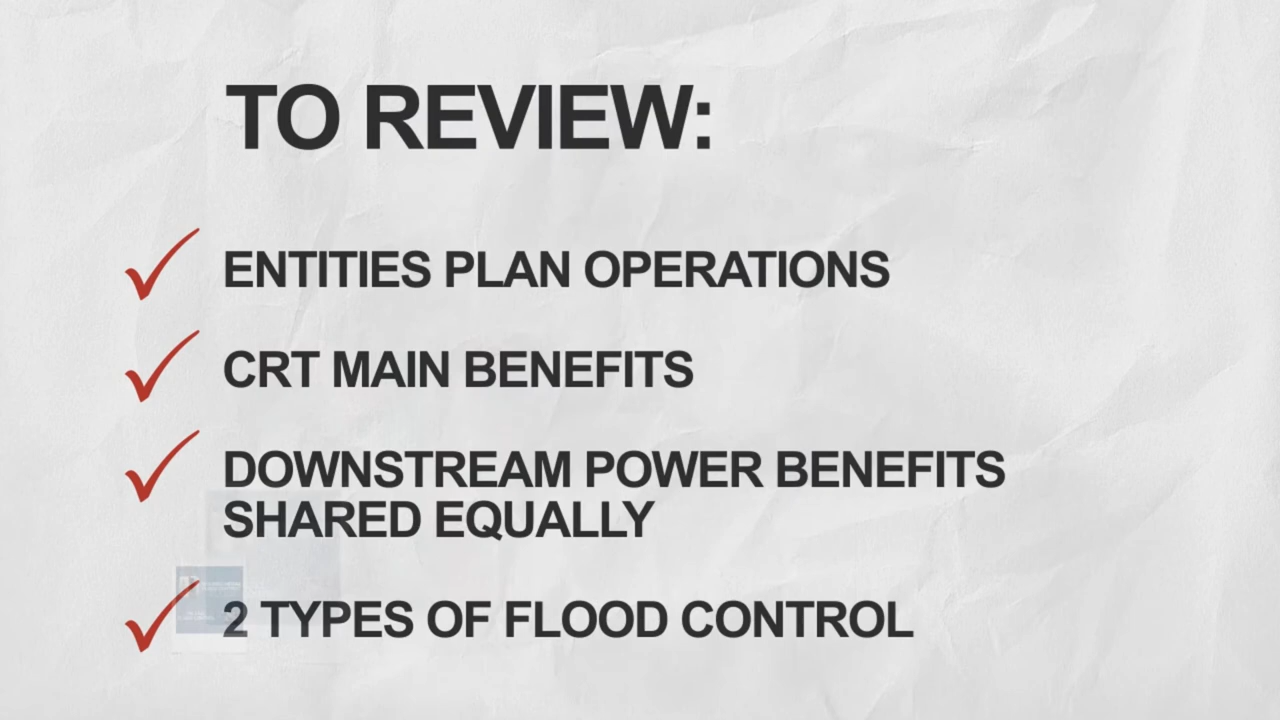 TO REVIEW:
ENTITIES PLAN OPERATIONS
CRT MAIN BENEFITS
DOWNSTREAM POWER BENEFITS
SHARED EQUALLY
2 TYPES OF FLOOD CONTROL